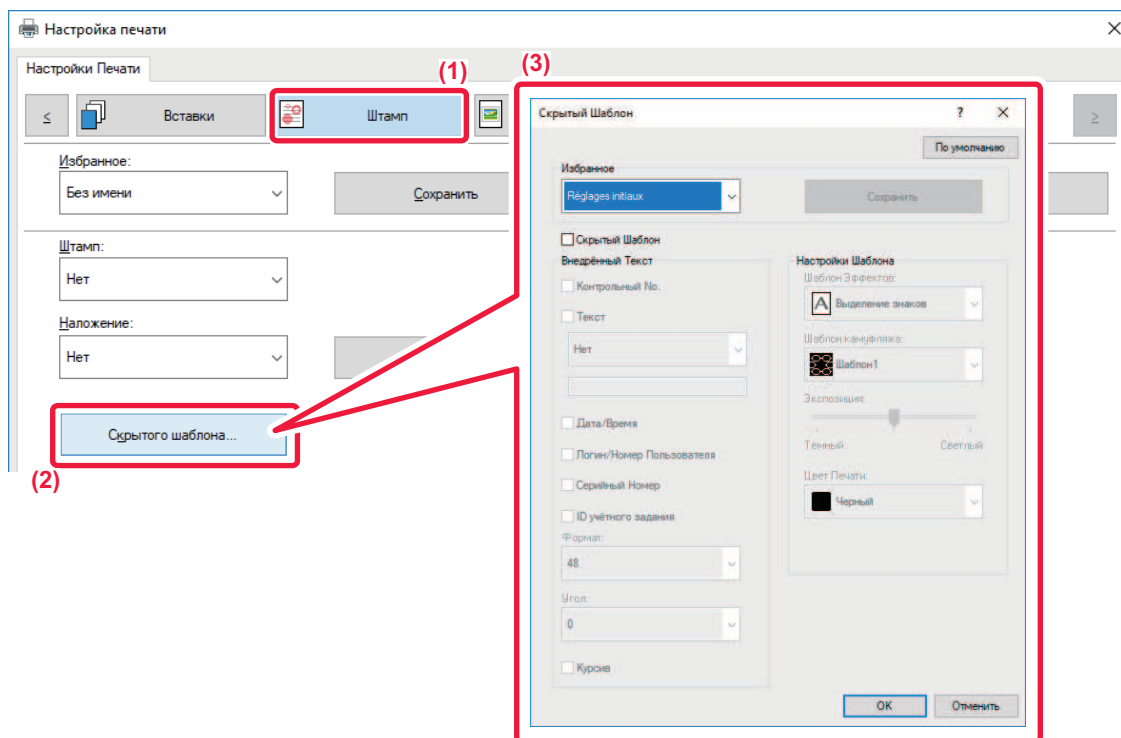 Настройка печати
Настройки Печати
(1)
(3)
<
Вставки
Штамп
>
Избранное:
Без имени
Сохранить
Штамп:
Нет
Наложение:
Нет
Скрытого шаблона...
(2)
Скрытый Шаблон
?
По умолчанию
Избранное
Réglages initiaux
Сохранить
Скрытый Шаблон
Внедрённый Текст
Контрольный No.
Текст
Нет
Дата/Время
Логин/Номер Пользователя
Серийный Номер
ID учётного задания
Формат:
48
Угол:
0
Курсив
Настройки Шаблона
Шаблон Эффектов:
A
Выделение знаков
Шаблон камуфляжа:
Шаблон1
Экспозиция:
Темный
Светлый
Цвет Печати:
Черный
OK
Отменить